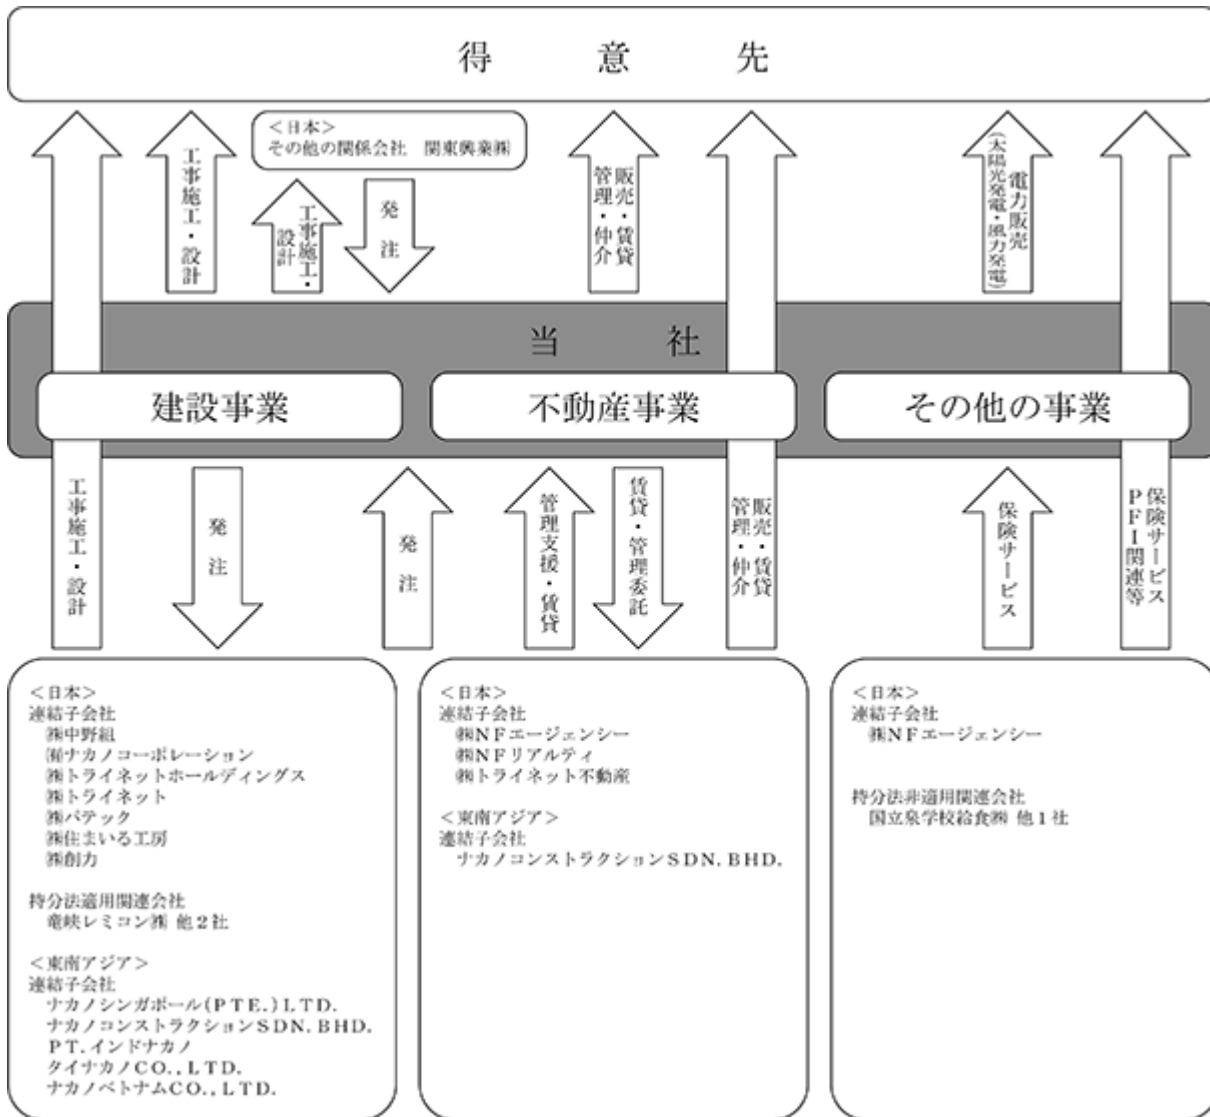 得意先
<日本>
その他の関係会社 関東興業㈱
工事施工・設計
工事施工・
設計
発注
販売・賃貸
管理・仲介
電力販売
(太陽光発電・風力発電)
当社
建設事業
不動産事業
その他の事業
工事施工・設計
発注
発注
管理支援・賃貸
賃貸・管理委託
販売・賃貸
管理・仲介
保険サービス
保険サービス
PFI関連等
<日本>
連結子会社
㈱中野組
㈲ナカノコーポレーション
㈱トライネットホールディングス
㈱トライネット
㈱パテック
㈱住まいる工房
㈱創力
持分法適用関連会社
竜峡レミコン㈱ 他2社
<東南アジア>
連結子会社
ナカノシンガポール(PTE.)LTD.
ナカノコンストラクションSDN.BHD.
PT.インドナカノ
タイナカノCO.,LTD.
ナカノベトナムCO.,LTD.
<日本>
連結子会社
㈱NFエージェンシー
㈱NFリアルティ
㈱トライネット不動産
<東南アジア>
連結子会社
ナカノコンストラクションSDN.BHD.
<日本>
連結子会社
㈱NFエージェンシー
持分法非適用関連会社
国立泉学校給食㈱ 他1社